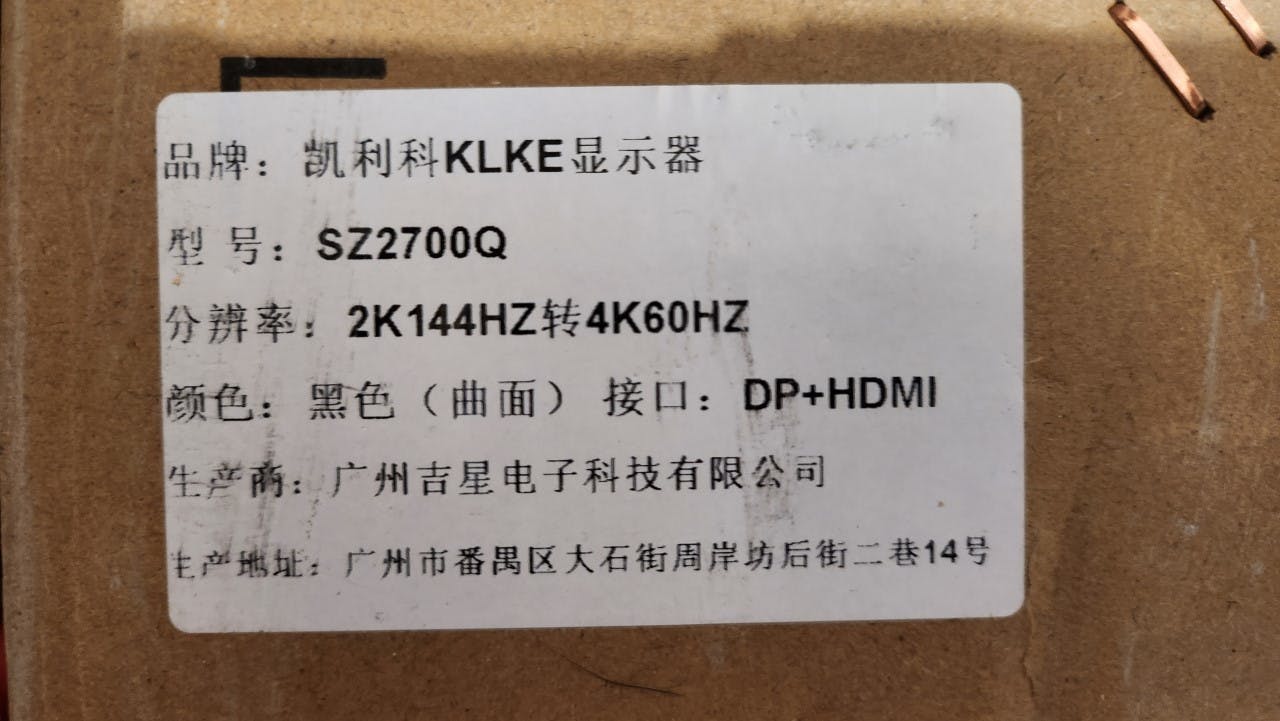 品牌：凯利科KLKE显示器
型号：SZ2700Q
分辨率：2K144HZ转4K60HZ
颜色：黑色（曲面）接口：DP+HDMI
生产商：广州吉星电子科技有限公司
生产地址：广州市番禺区大石街周岸坊后街二巷14号